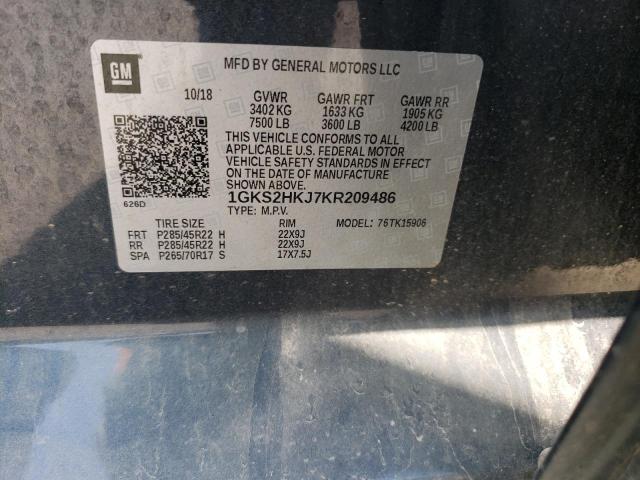 GM
MFD BY GENERAL MOTORS LLC
10/18 GVWR GAWR FRT GAWR RR
3402 KG 1633 KG 1905 KG
7500 LB 3600 LB 4200 LB
THIS VEHICLE CONFORMS TO ALL
APPLICABLE U.S. FEDERAL MOTOR
VEHICLE SAFETY STANDARDS IN EFFECT
ON THE DATE OF MANUFACTURE
SHOWN ABOVE.
626D
1GKS2HKJ7KR209486
TYPE: M.P.V. MODEL: 76TK15906
TIRE SIZE RIM
FRT P285/45R22 H 22X9J
RR P285/45R22 H 22X9J
SPA P265/70R17 S 17X7.5J